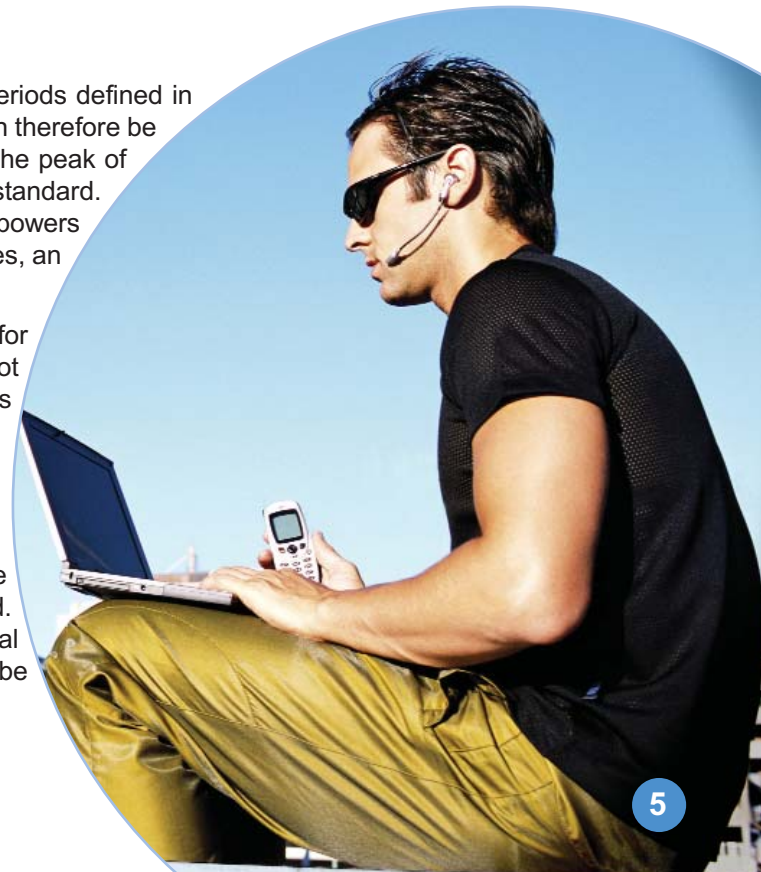 eriods defined in
n therefore be
he peak of
standard.
powers
es, an
for
ot
s
e
d.
al
be
5